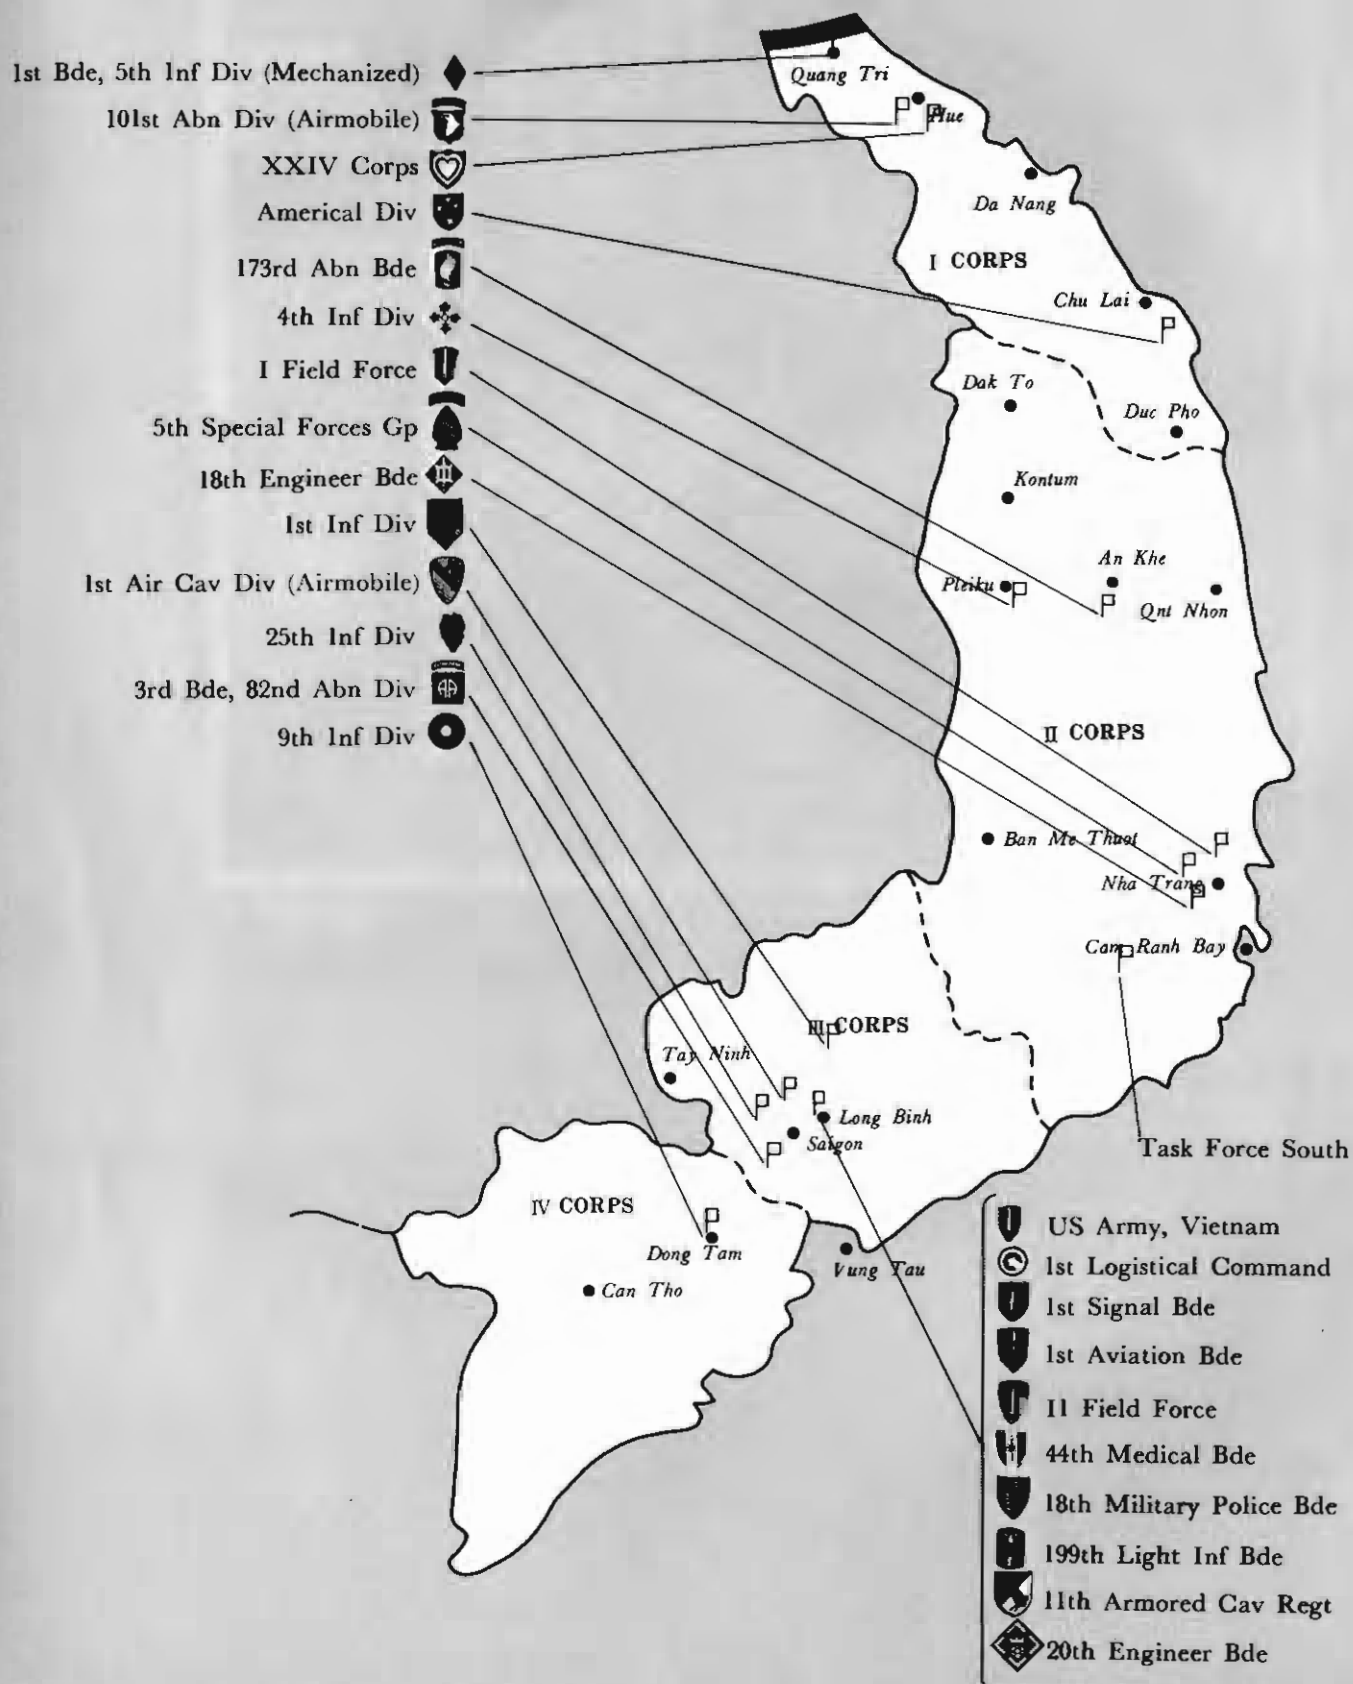 1st Bde, 5th Inf Div (Mechanized)
101st Abn Div (Airmobile)
XXIV Corps
Americal Div
173rd Abn Bde
4th Inf Div
I Field Force
5th Special Forces Gp
18th Engineer Bde
1st Inf Div
1st Air Cav Div (Airmobile)
25th Inf Div
3rd Bde, 82nd Abn Div
9th Inf Div
Quang Tri
Hue
Da Nang
I CORPS
Chu Lai
Dak To
Duc Pho
Kontum
An Khe
Pleiku
Qnt Nhon
II CORPS
Ban Me Thuot
Nha Trang
Cam Ranh Bay
III CORPS
Tay Ninh
Long Binh
Saigon
Task Force South
IV CORPS
Dong Tam
Vung Tau
Can Tho
US Army, Vietnam
1st Logistical Command
1st Signal Bde
1st Aviation Bde
II Field Force
44th Medical Bde
18th Military Police Bde
199th Light Inf Bde
11th Armored Cav Regt
20th Engineer Bde